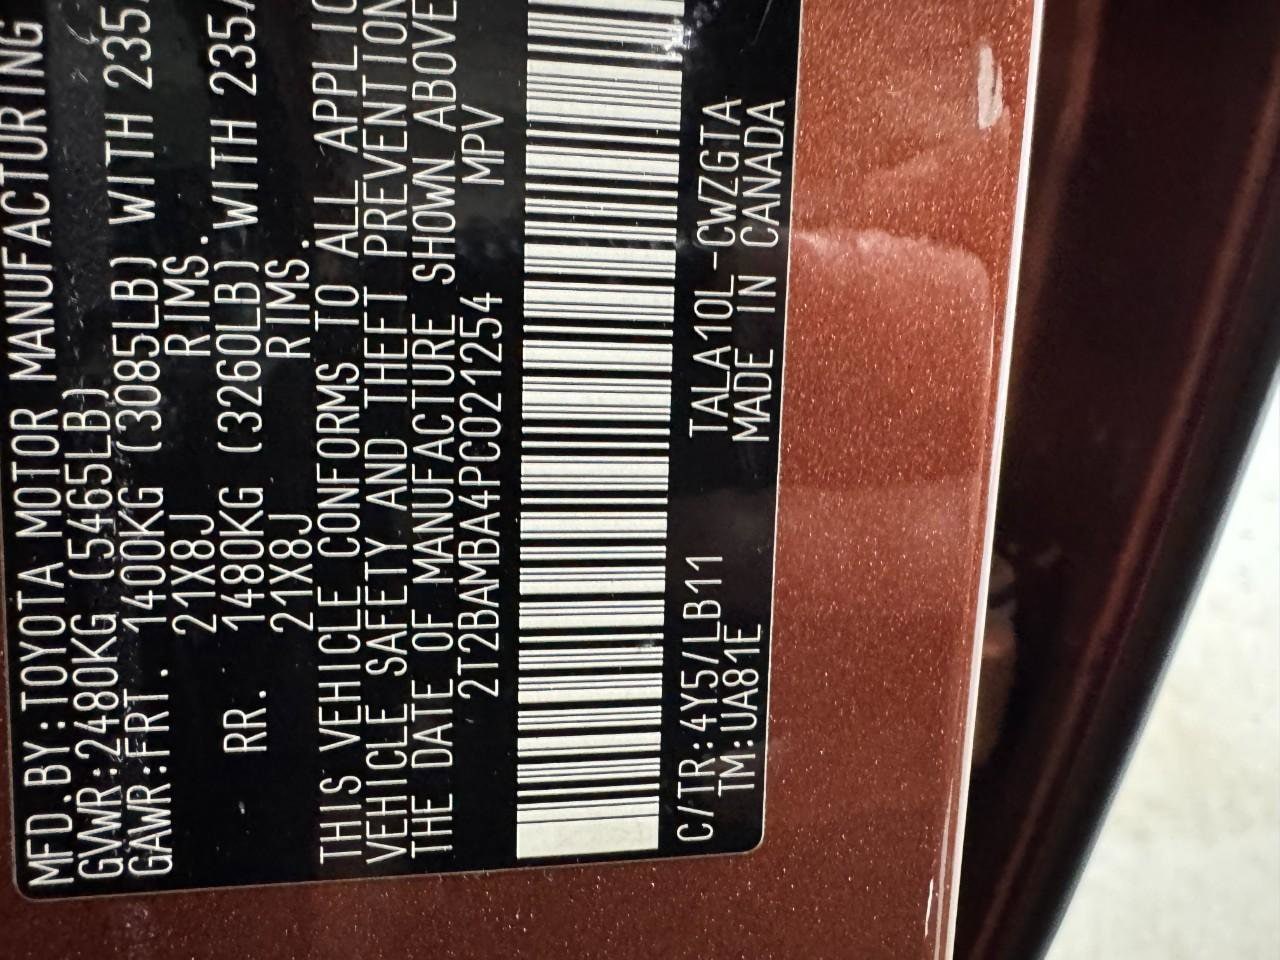 MFD.BY:TOYOTA MOTOR MANUFACTURING
GVWR:2480KG(5465LB)
GAWR:FRT. 1400KG (3085LB) WITH 235/
21X8J RIMS.
RR. 1480KG (3260LB) WITH 235/
21X8J RIMS.
THIS VEHICLE CONFORMS TO ALL APPLIC
VEHICLE SAFETY AND THEFT PREVENTION
THE DATE OF MANUFACTURE SHOWN ABOVE
2T2BAMBA4PC021254 MPV
C/TR:4Y5/LB11 TALA10L-CWZGTA
TM:UA81E MADE IN CANADA